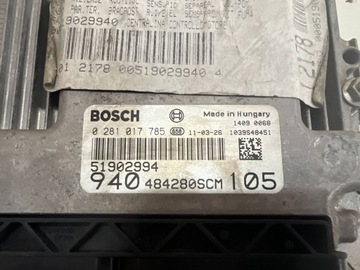 9029940
01 2178 00519029940 4
2178
BOSCH
Made in Hungary
1409 0068
0 281 017 785 11-03-26 1039S48451
51902994
940 484280SCM 105